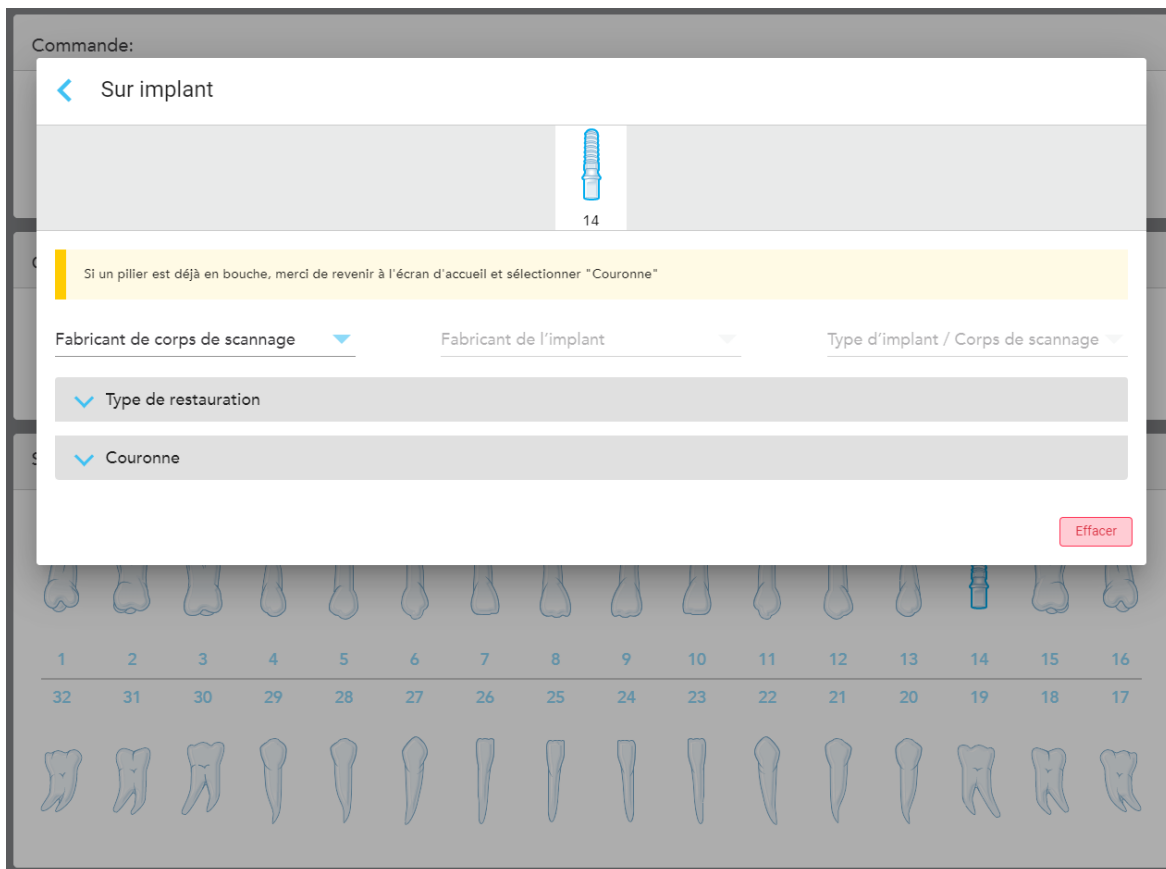 Commande:
Sur implant
14
Si un pilier est déjà en bouche, merci de revenir à l'écran d'accueil et sélectionner "Couronne"
Fabricant de corps de scannage
Fabricant de l’implant
Type d’implant / Corps de scannage
Type de restauration
Couronne
Effacer
1 2 3 4 5 6 7 8 9 10 11 12 13 14 15 16
32 31 30 29 28 27 26 25 24 23 22 21 20 19 18 17